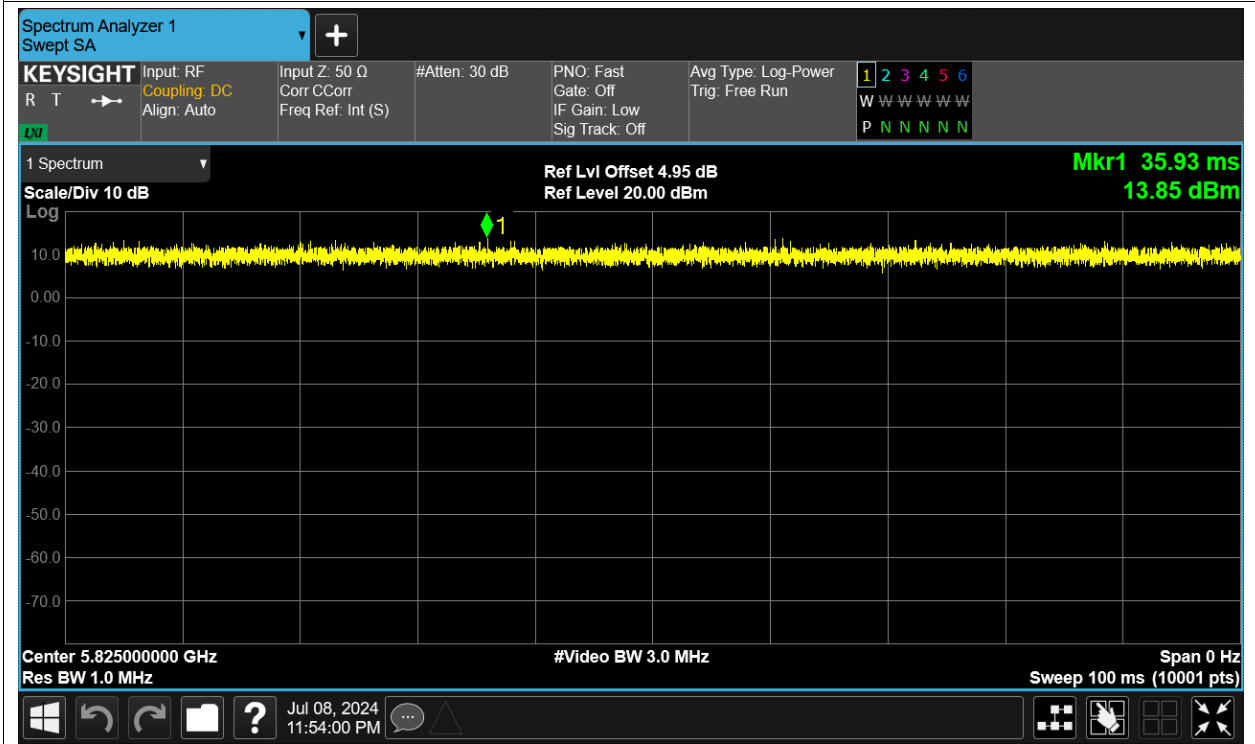 Spectrum Analyzer 1
Swept SA
KEYSIGHT
R T
LXI
Input: RF
Coupling: DC
Align: Auto
Input Z: 50 Ω
Corr CCorr
Freq Ref: Int (S)
#Atten: 30 dB
PNO: Fast
Gate: Off
IF Gain: Low
Sig Track: Off
Avg Type: Log-Power
Trig: Free Run
1 2 3 4 5 6
W W W W W W
P N N N N N
1 Spectrum
Scale/Div 10 dB
Ref Lvl Offset 4.95 dB
Ref Level 20.00 dBm
Mkr1 35.93 ms
13.85 dBm
Log
1
10.0
0.00
-10.0
-20.0
-30.0
-40.0
-50.0
-60.0
-70.0
Center 5.825000000 GHz
Res BW 1.0 MHz
#Video BW 3.0 MHz
Span 0 Hz
Sweep 100 ms (10001 pts)
?
Jul 08, 2024
11:54:00 PM